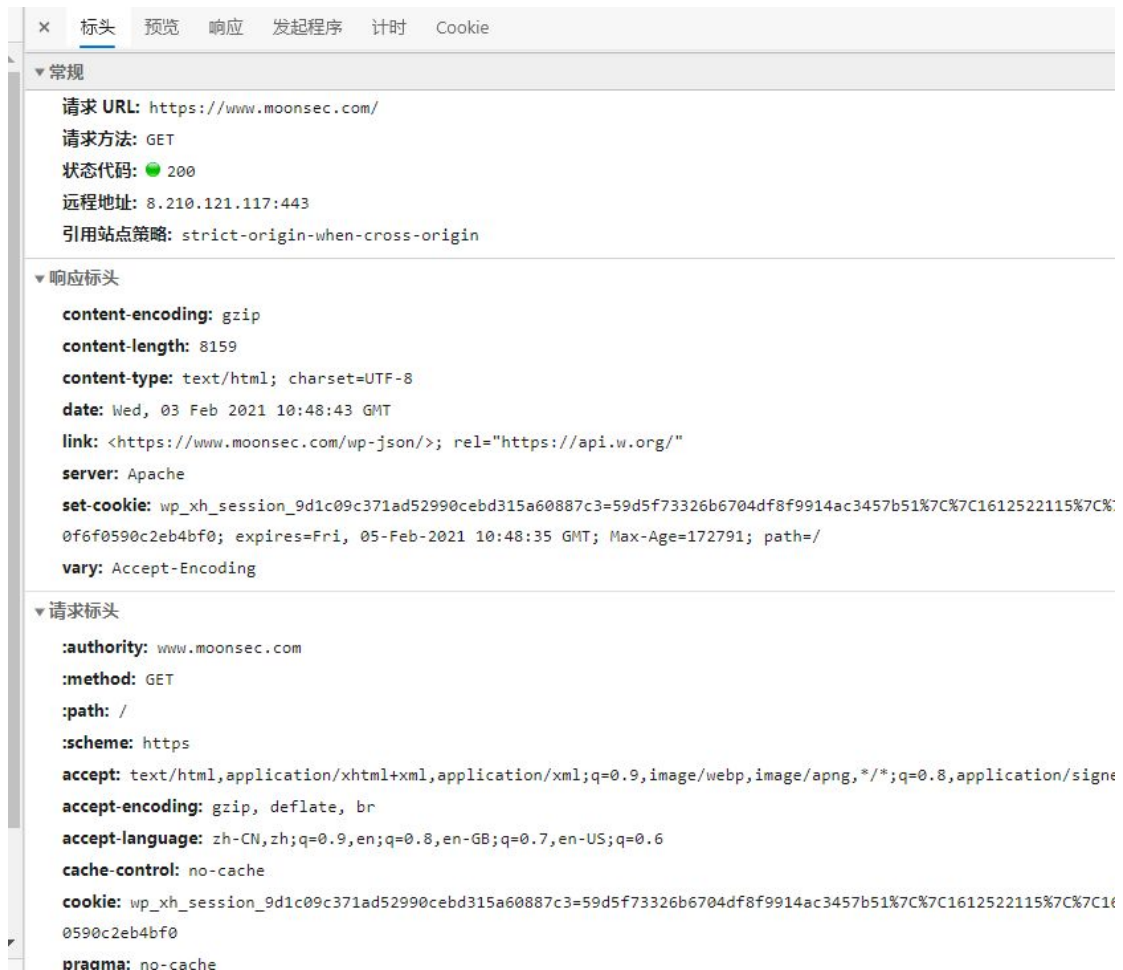 × 标头 预览 响应 发起程序 计时 Cookie
▼常规
请求 URL: https://www.moonsec.com/
请求方法: GET
状态代码: 200
远程地址: 8.210.121.117:443
引用站点策略: strict-origin-when-cross-origin
▼响应标头
content-encoding: gzip
content-length: 8159
content-type: text/html; charset=UTF-8
date: Wed, 03 Feb 2021 10:48:43 GMT
link: <https://www.moonsec.com/wp-json/>; rel="https://api.w.org/"
server: Apache
set-cookie: wp_xh_session_9d1c09c371ad52990cebd315a60887c3=59d5f73326b6704df8f9914ac3457b51%7C%7C1612522115%7C%
0f6f0590c2eb4bf0; expires=Fri, 05-Feb-2021 10:48:35 GMT; Max-Age=172791; path=/
vary: Accept-Encoding
▼请求标头
:authority: www.moonsec.com
:method: GET
:path: /
:scheme: https
accept: text/html,application/xhtml+xml,application/xml;q=0.9,image/webp,image/apng,*/*;q=0.8,application/signe
accept-encoding: gzip, deflate, br
accept-language: zh-CN,zh;q=0.9,en;q=0.8,en-GB;q=0.7,en-US;q=0.6
cache-control: no-cache
cookie: wp_xh_session_9d1c09c371ad52990cebd315a60887c3=59d5f73326b6704df8f9914ac3457b51%7C%7C1612522115%7C%7C16
0590c2eb4bf0
pragma: no-cache